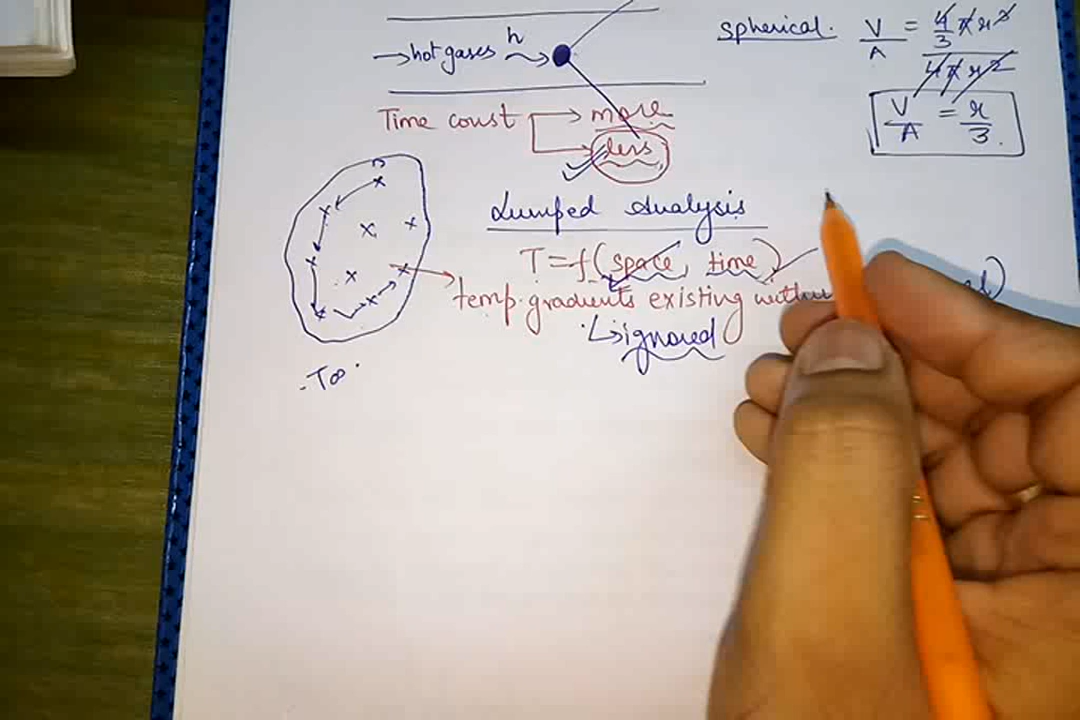 →hot gases h
spherical. V/A = 4/3 π r³ / 4 π r²
V/A = r/3.
Time const → more
less
Lumped Analysis
T = f(space, time)
temp. gradients existing within
↳ignored
T∞